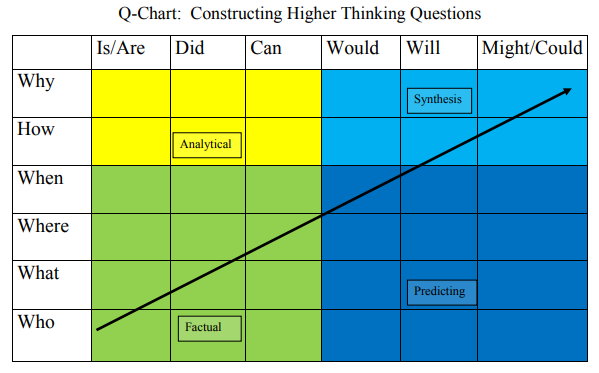 Q-Chart:  Constructing Higher Thinking Questions
Is/Are Did Can Would Will Might/Could
Why
Synthesis
How
Analytical
When
Where
What
Predicting
Who
Factual